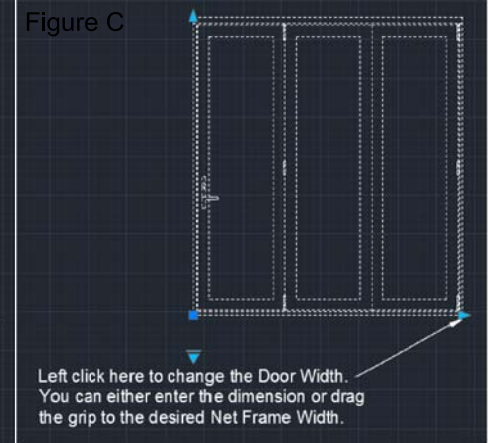 Figure C
Left click here to change the Door Width.
You can either enter the dimension or drag
the grip to the desired Net Frame Width.